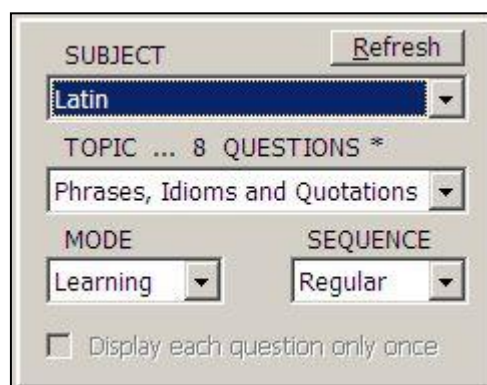 SUBJECT Refresh
Latin
TOPIC ... 8 QUESTIONS *
Phrases, Idioms and Quotations
MODE SEQUENCE
Learning Regular
Display each question only once